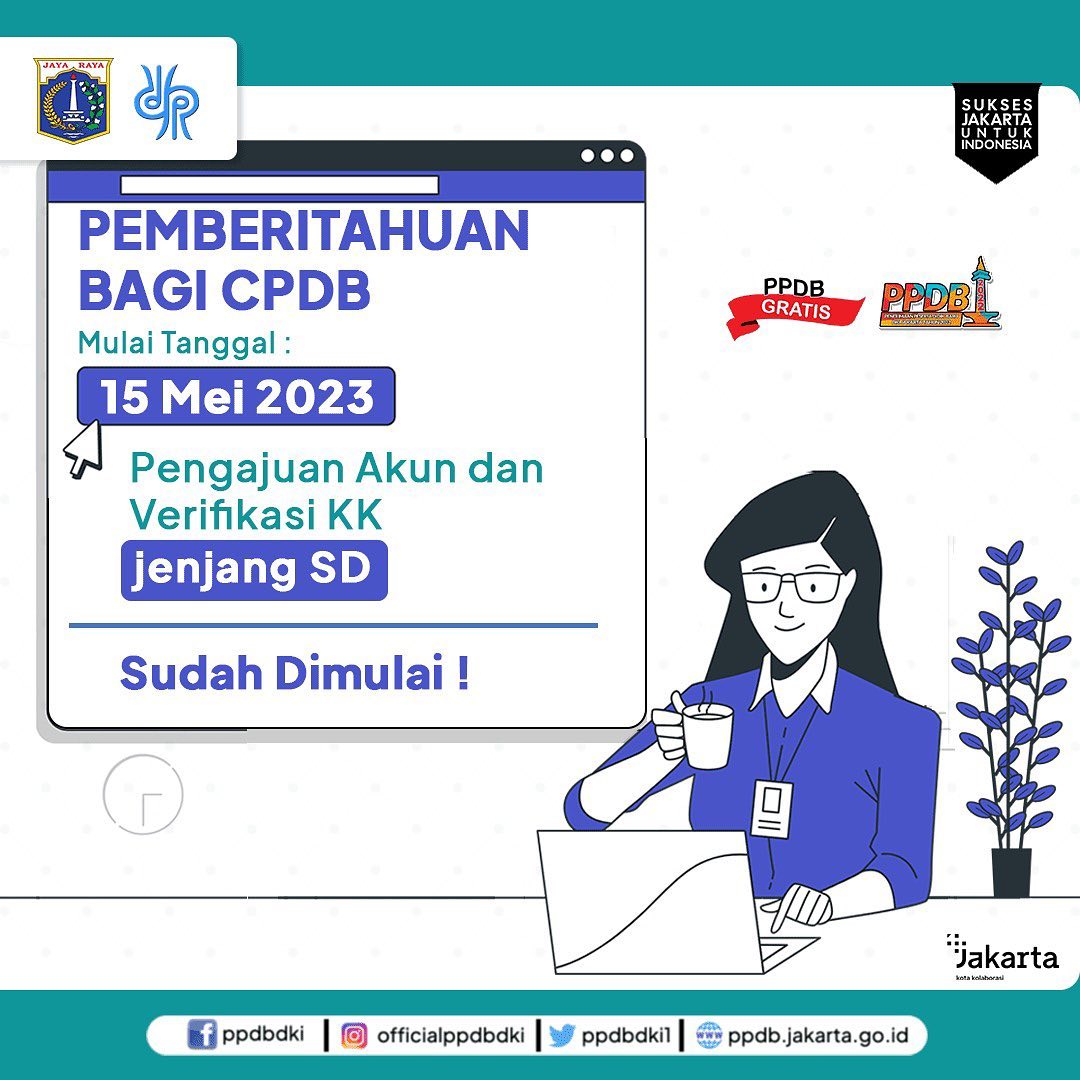 JAYA RAYA
SUKSES
JAKARTA
UNTUK
INDONESIA
PEMBERITAHUAN
BAGI CPDB
Mulai Tanggal :
15 Mei 2023
Pengajuan Akun dan
Verifikasi KK
jenjang SD
Sudah Dimulai !
PPDB
GRATIS
PPDB
Jakarta
kota kolaborasi
ppdbdki | officialppdbdki | ppdbdki1 | ppdb.jakarta.go.id